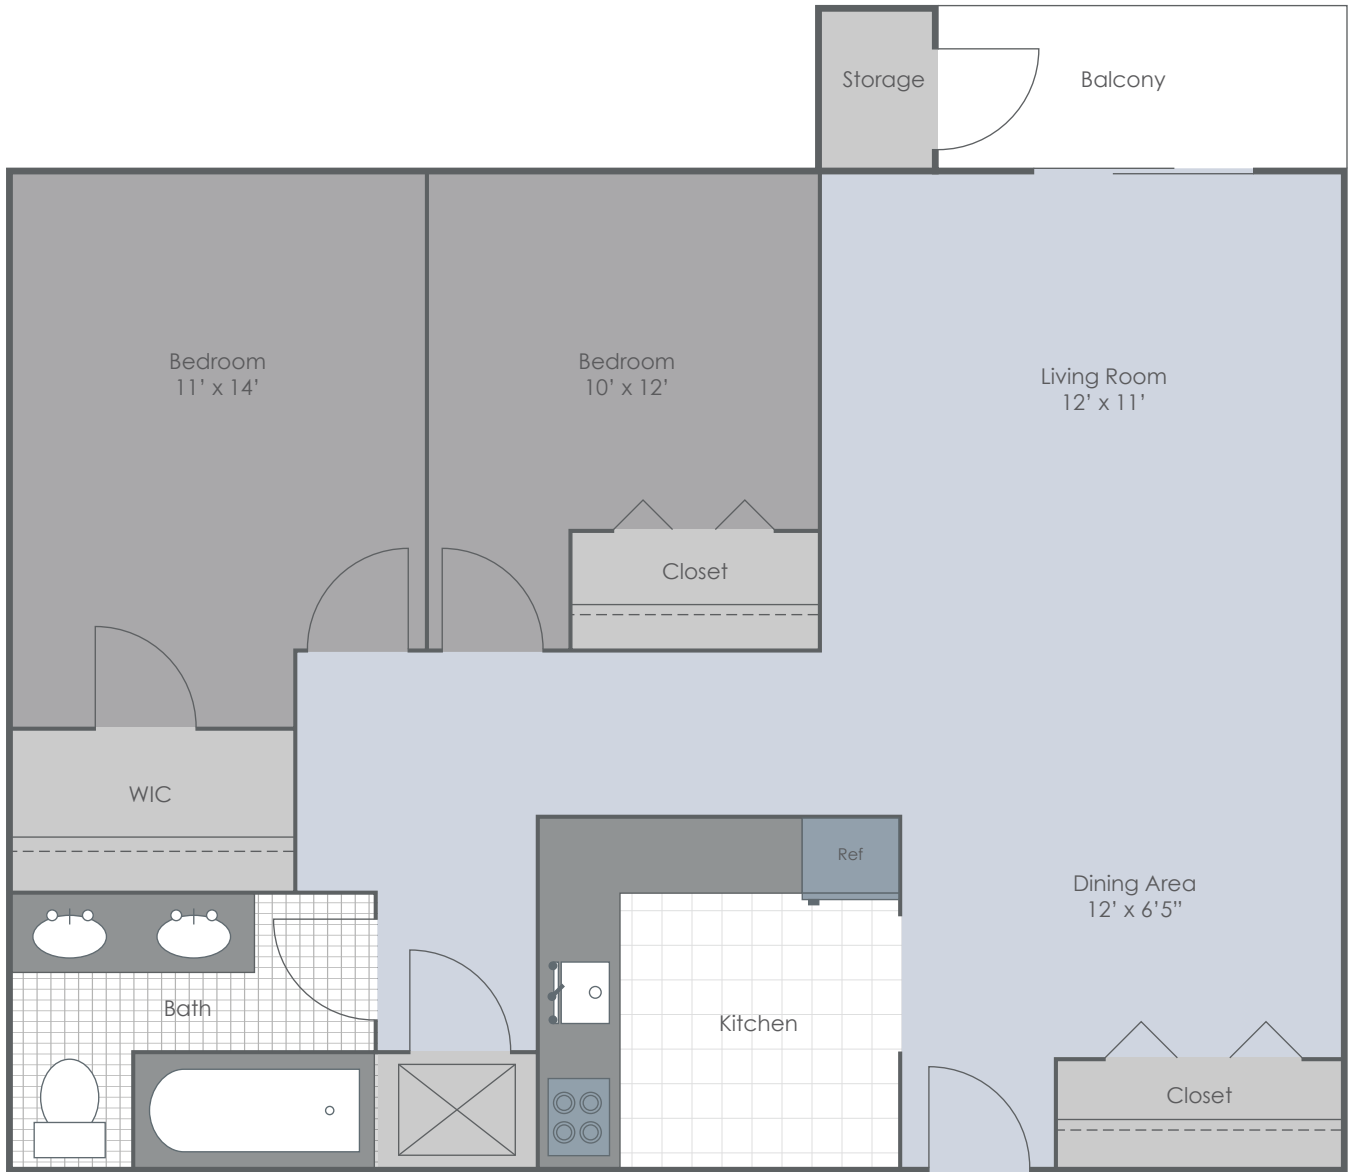 Storage
Balcony
Bedroom
11’ x 14’
Bedroom
10’ x 12’
Living Room
12’ x 11’
Closet
WIC
Ref
Dining Area
12’ x 6’5”
Bath
Kitchen
Closet